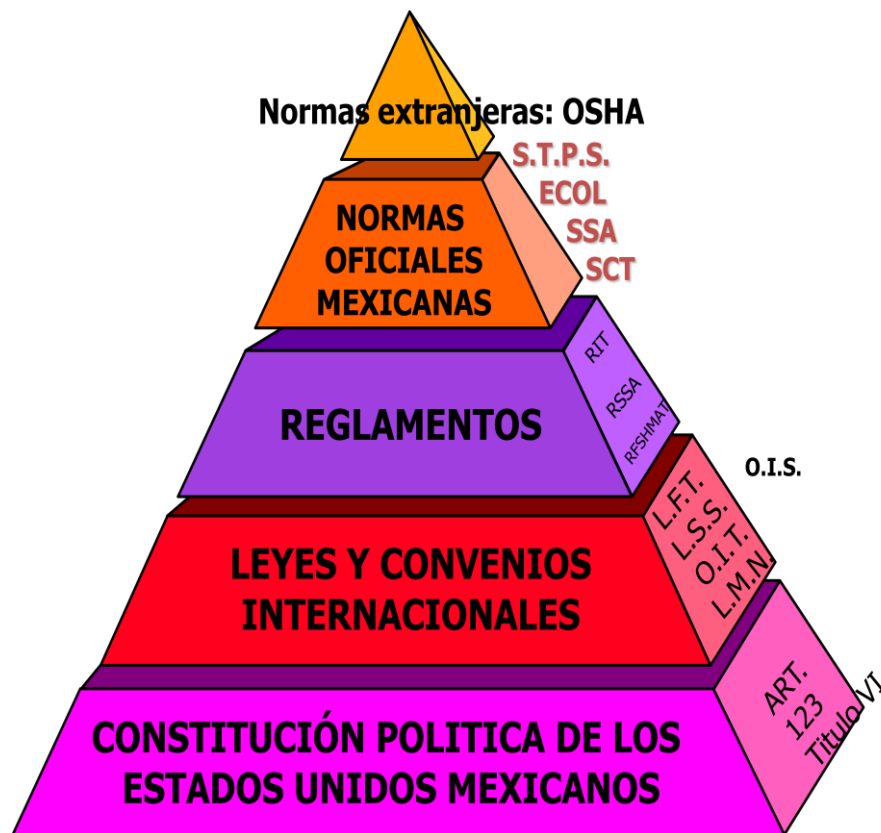 Normas extranjeras: OSHA
S.T.P.S.
ECOL
SSA
SCT
NORMAS
OFICIALES
MEXICANAS
RIT
RSSA
RFSHMAT
REGLAMENTOS
O.I.S.
L.F.T.
L.S.S.
O.I.T.
L.M.N.
LEYES Y CONVENIOS
INTERNACIONALES
ART.
123
Titulo VI
CONSTITUCIÓN POLITICA DE LOS
ESTADOS UNIDOS MEXICANOS